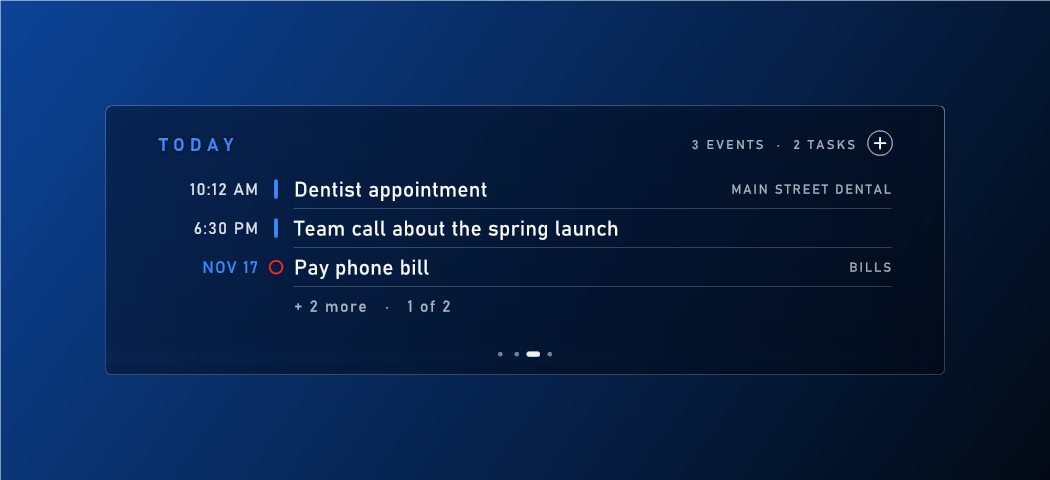 TODAY 3 EVENTS · 2 TASKS
10:12 AM Dentist appointment MAIN STREET DENTAL
6:30 PM Team call about the spring launch
NOV 17 Pay phone bill BILLS
+ 2 more · 1 of 2